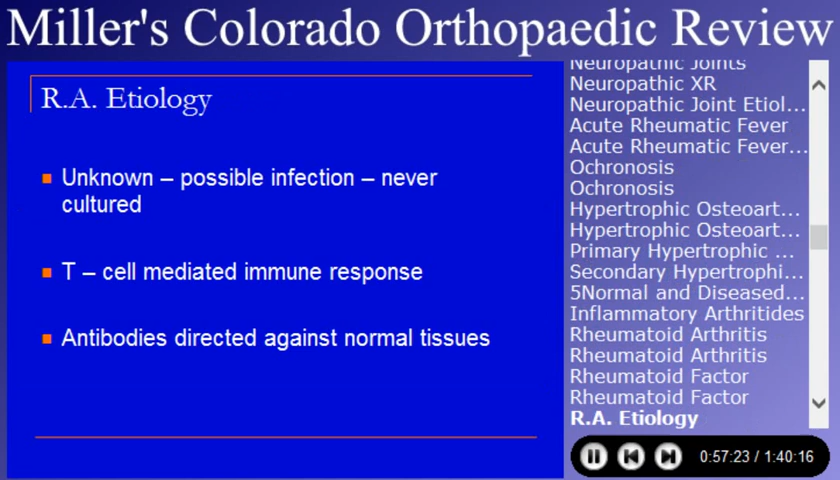 Miller's Colorado Orthopaedic Review
R.A. Etiology
Unknown – possible infection – never
cultured
T – cell mediated immune response
Antibodies directed against normal tissues
Neuropathic Joints
Neuropathic XR
Neuropathic Joint Etiol...
Acute Rheumatic Fever
Acute Rheumatic Fever...
Ochronosis
Ochronosis
Hypertrophic Osteoart...
Hypertrophic Osteoart...
Primary Hypertrophic ...
Secondary Hypertrophi...
5Normal and Diseased...
Inflammatory Arthritides
Rheumatoid Arthritis
Rheumatoid Arthritis
Rheumatoid Factor
Rheumatoid Factor
R.A. Etiology
0:57:23 / 1:40:16